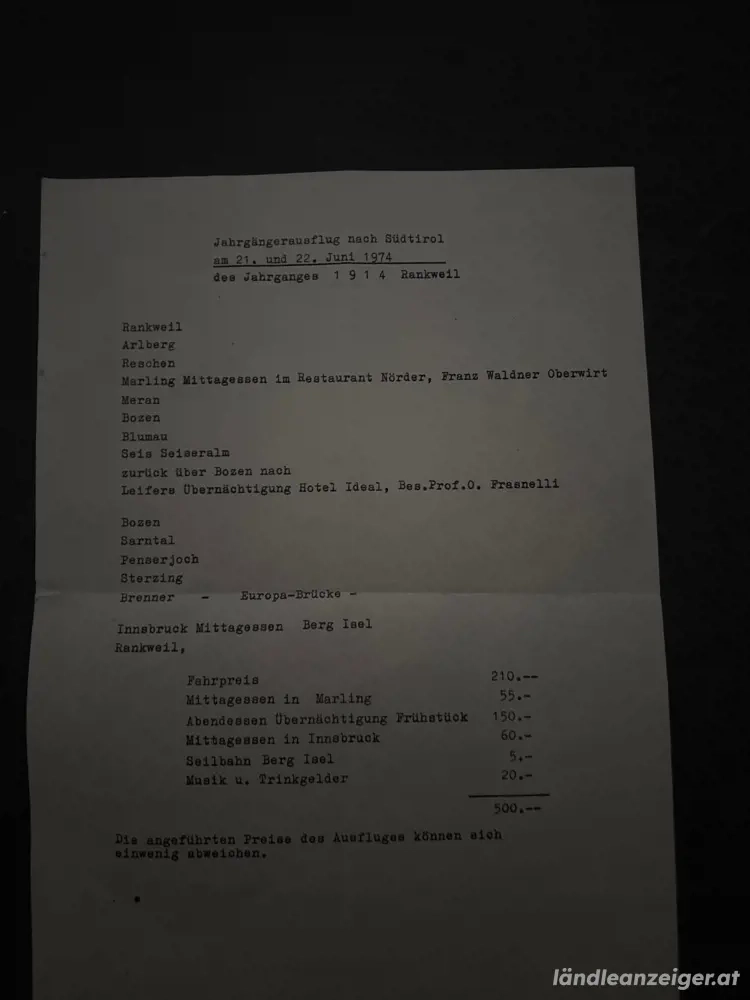 Jahrgängerausflug nach Südtirol
am 21. und 22. Juni 1974
des Jahrganges 1 9 1 4 Rankweil
Rankweil
Arlberg
Reschen
Marling Mittagessen im Restaurant Nörder, Franz Waldner Oberwirt
Meran
Bozen
Blumau
Seis Seiseralm
zurück über Bozen nach
Leifers Übernächtigung Hotel Ideal, Bes.Prof.O. Frasnelli
Bozen
Sarntal
Penserjoch
Sterzing
Brenner - Europa-Brücke -
Innsbruck Mittagessen Berg Isel
Rankweil,
Fahrpreis 210.--
Mittagessen in Marling 55.-
Abendessen Übernächtigung Frühstück 150.-
Mittagessen in Innsbruck 60.-
Seilbahn Berg Isel 5,-
Musik u. Trinkgelder 20.-
500.--
Die angeführten Preise des Ausfluges können sich
einwenig abweichen.
ländleanzeiger.at